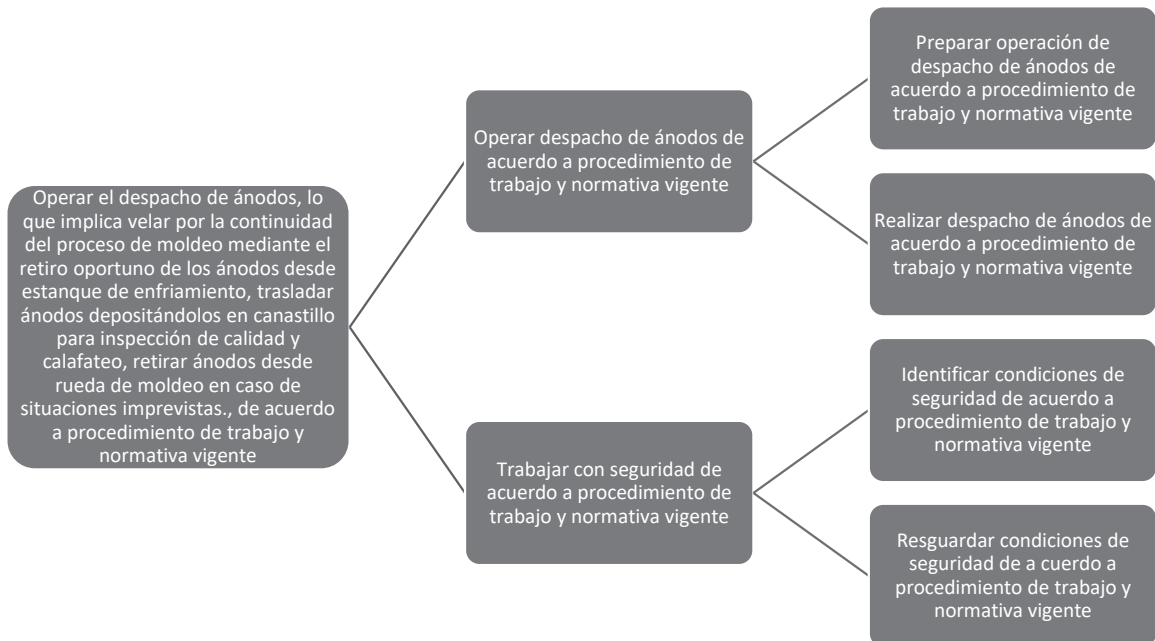 Operar el despacho de ánodos, lo
que implica velar por la continuidad
del proceso de moldeo mediante el
retiro oportuno de los ánodos desde
estanque de enfriamiento, trasladar
ánodos depositándolos en canastillo
para inspección de calidad y
calafateo, retirar ánodos desde
rueda de moldeo en caso de
situaciones imprevistas., de acuerdo
a procedimiento de trabajo y
normativa vigente
Operar despacho de ánodos de
acuerdo a procedimiento de
trabajo y normativa vigente
Preparar operación de
despacho de ánodos de
acuerdo a procedimiento de
trabajo y normativa vigente
Realizar despacho de ánodos de
acuerdo a procedimiento de
trabajo y normativa vigente
Trabajar con seguridad de
acuerdo a procedimiento de
trabajo y normativa vigente
Identificar condiciones de
seguridad de acuerdo a
procedimiento de trabajo y
normativa vigente
Resguardar condiciones de
seguridad de a cuerdo a
procedimiento de trabajo y
normativa vigente